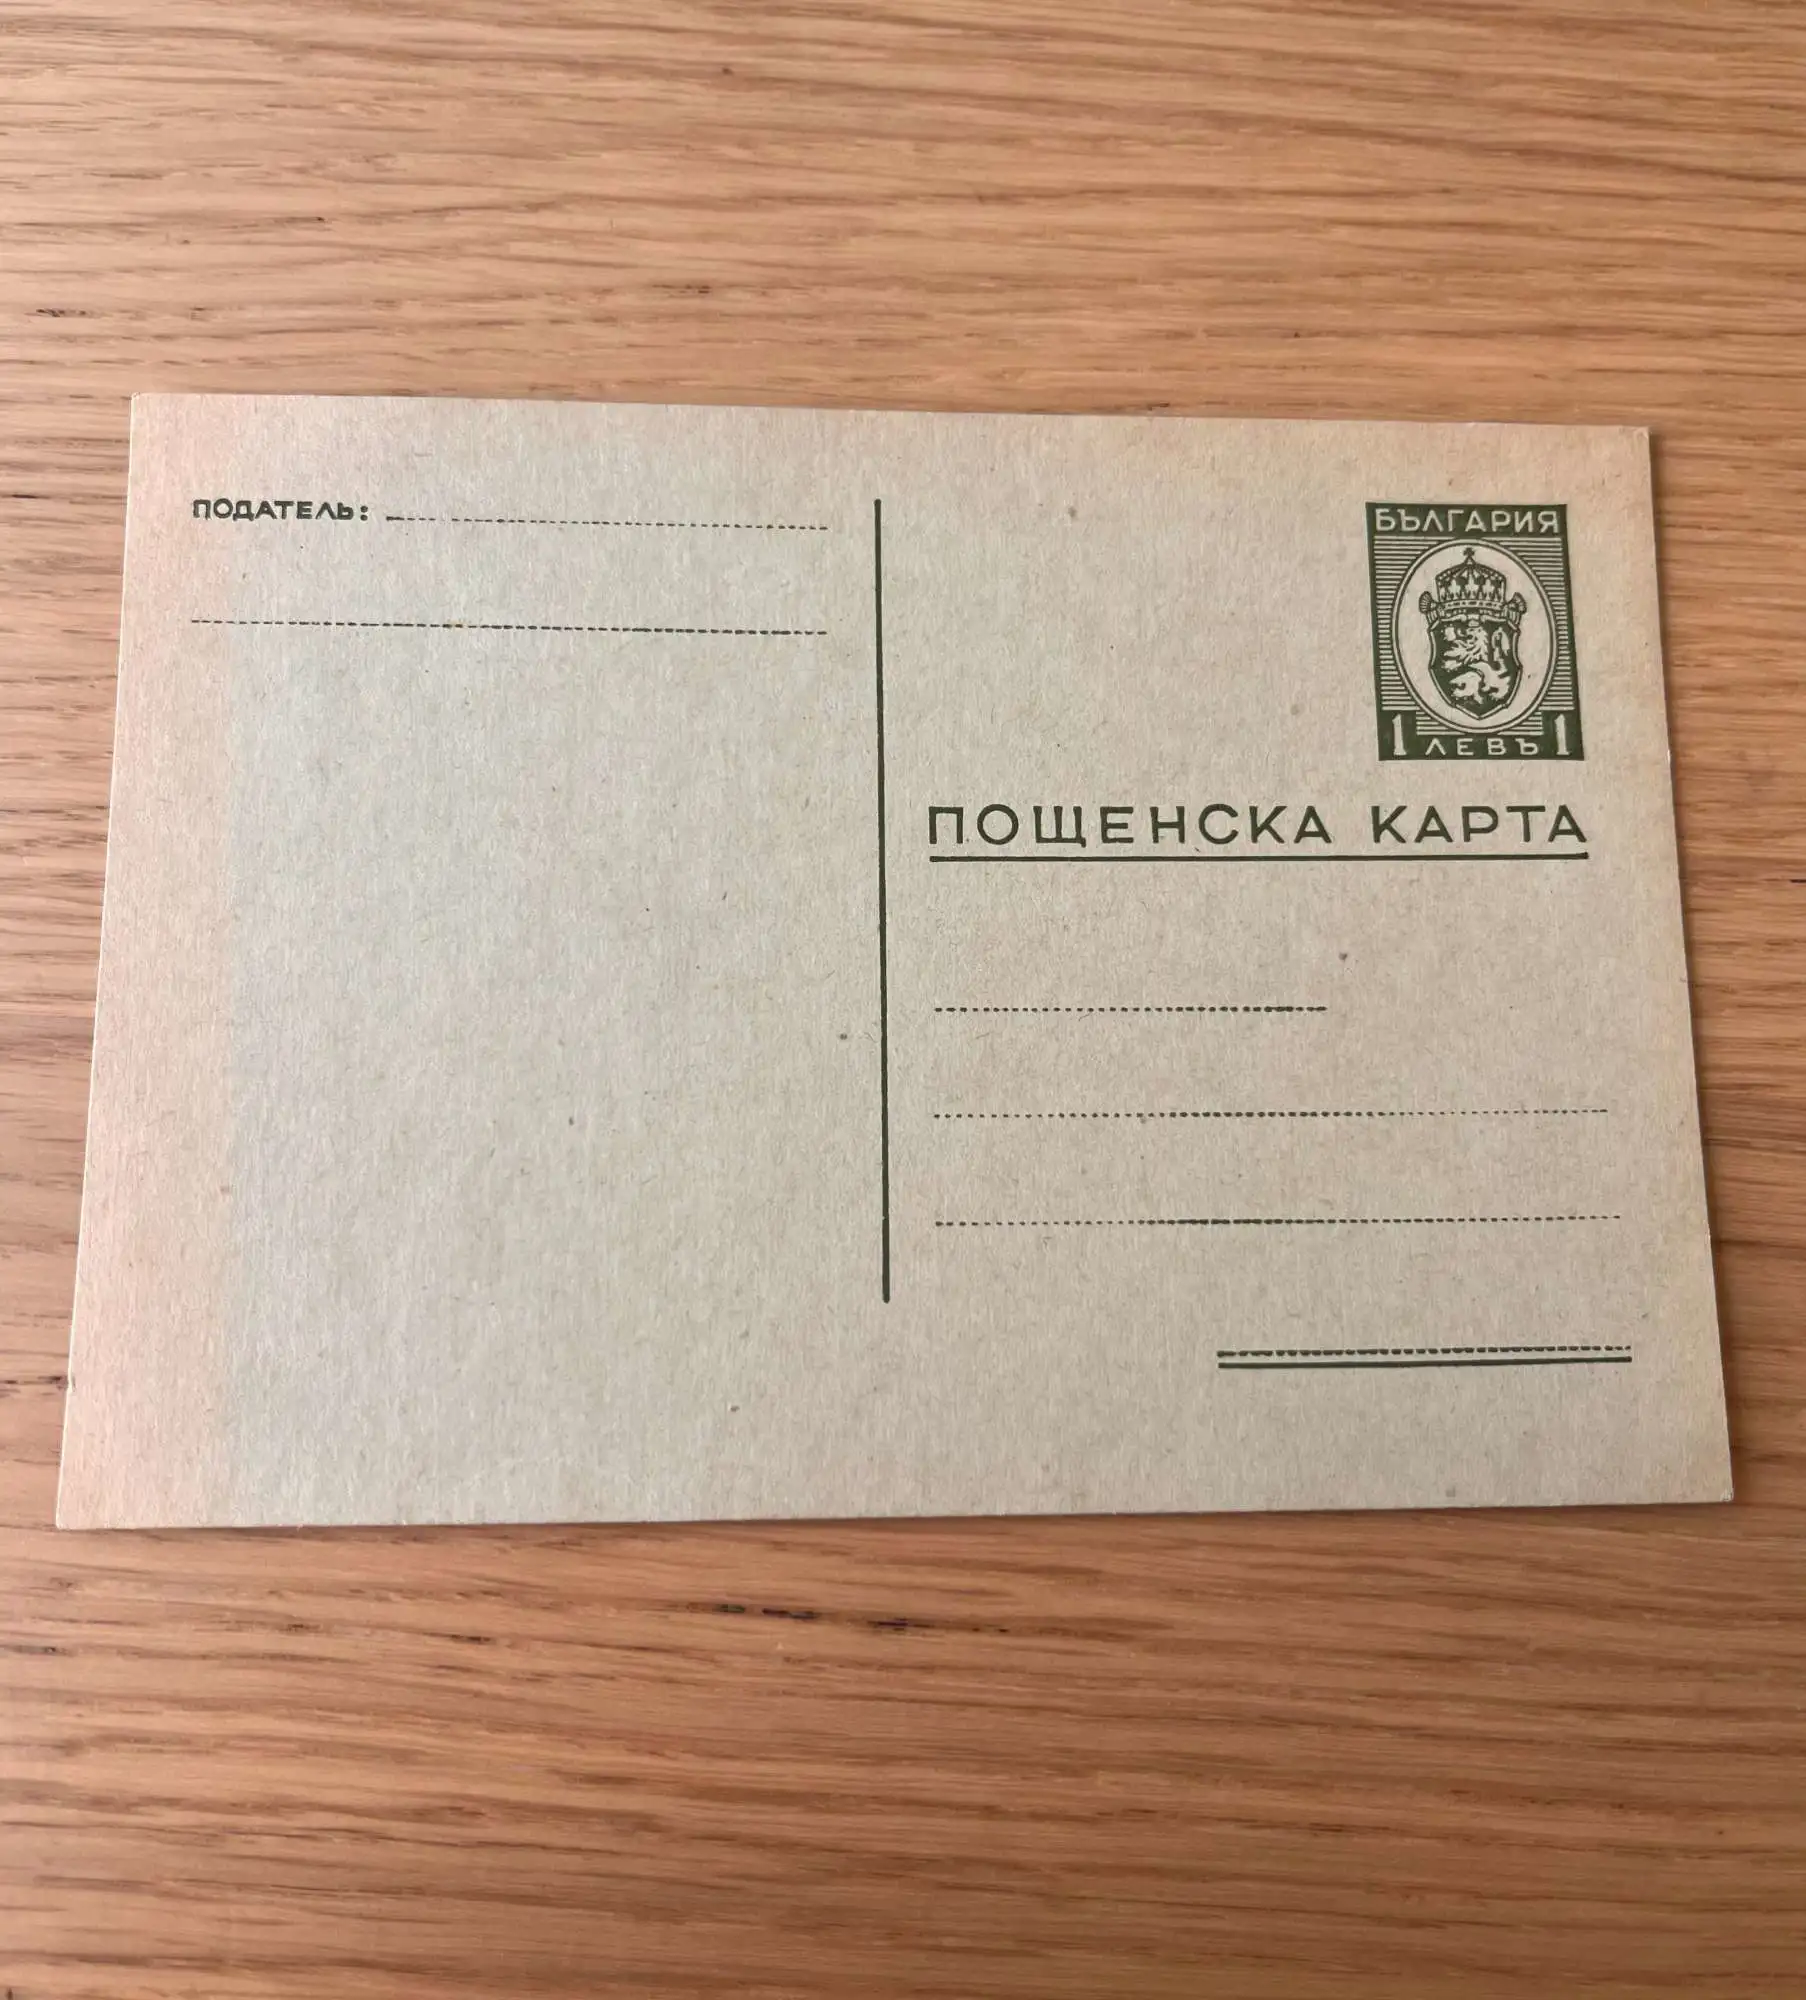 ПОДАТЕЛЬ:
БЪЛГАРИЯ
1 ЛЕВЪ 1
ПОЩЕНСКА КАРТА